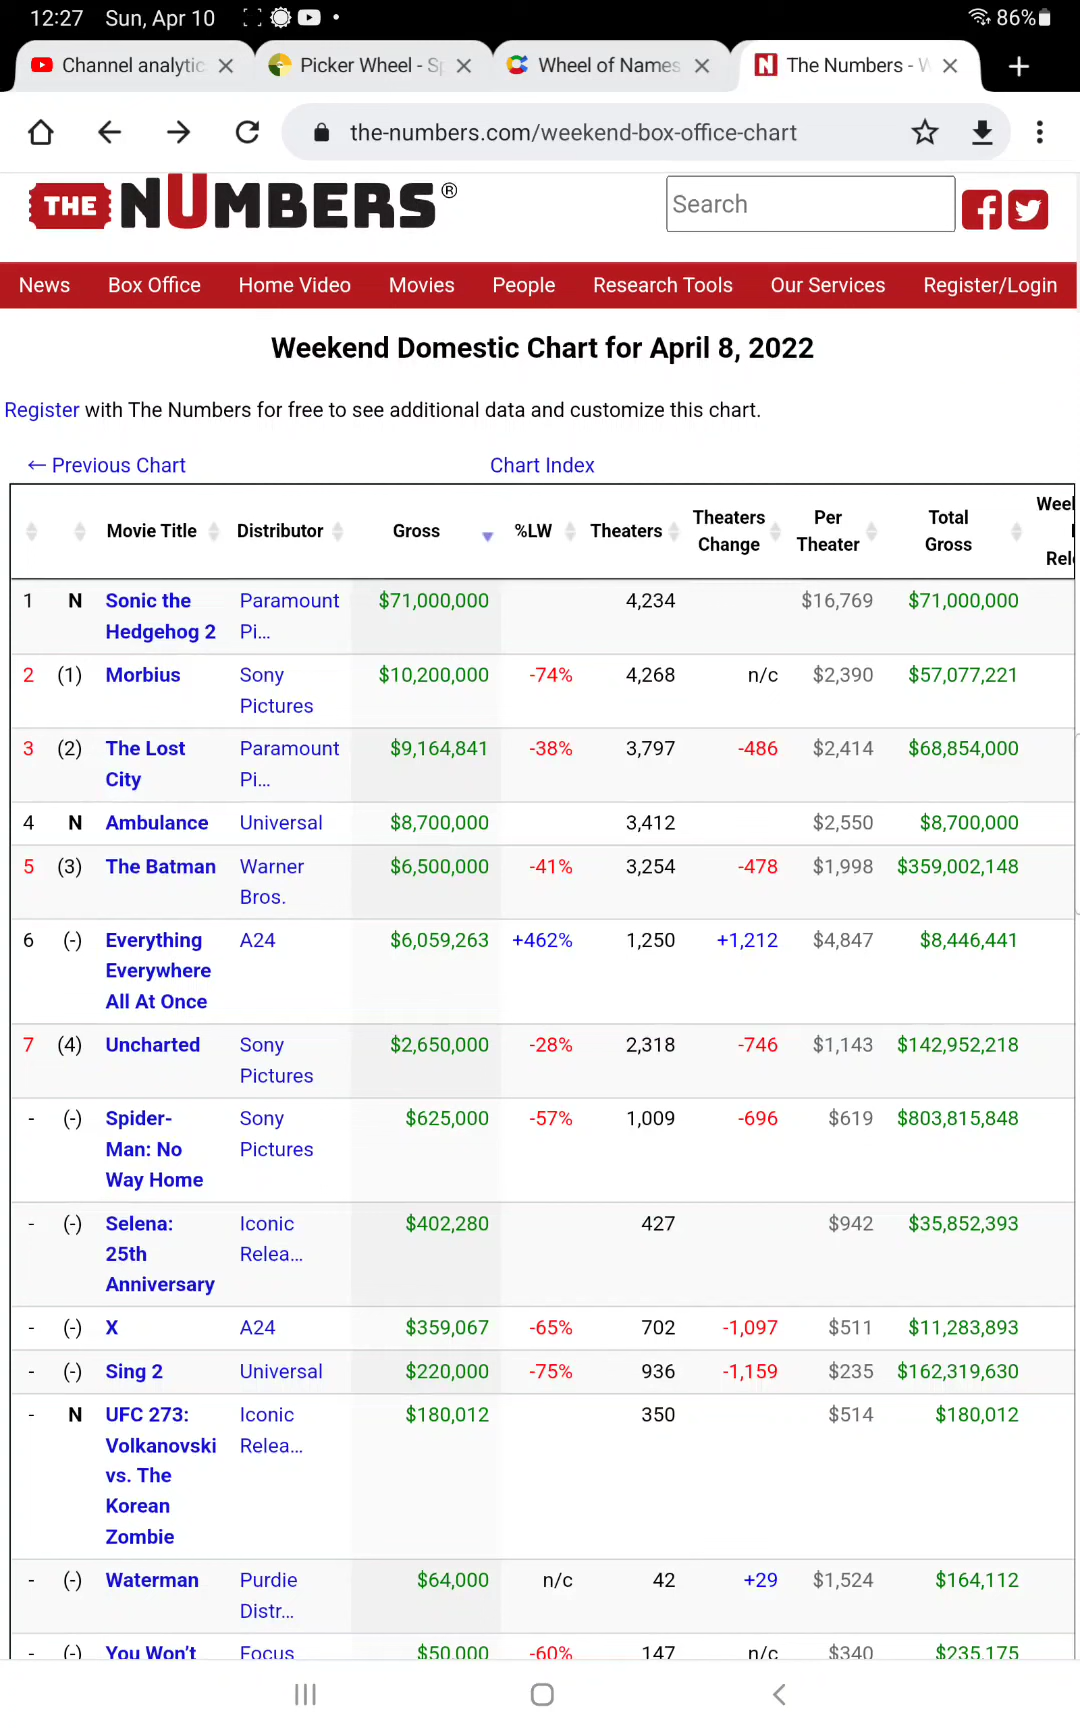 12:27 Sun, Apr 10 86%
Channel analytic Picker Wheel - Sp Wheel of Names The Numbers - W
the-numbers.com/weekend-box-office-chart
THE NUMBERS® Search
News Box Office Home Video Movies People Research Tools Our Services Register/Login
Weekend Domestic Chart for April 8, 2022
Register with The Numbers for free to see additional data and customize this chart.
← Previous Chart Chart Index
Movie Title Distributor Gross %LW Theaters Theaters Change Per Theater Total Gross
1 N Sonic the Paramount $71,000,000 4,234 $16,769 $71,000,000
Hedgehog 2 Pi...
2 (1) Morbius Sony $10,200,000 -74% 4,268 n/c $2,390 $57,077,221
Pictures
3 (2) The Lost Paramount $9,164,841 -38% 3,797 -486 $2,414 $68,854,000
City Pi...
4 N Ambulance Universal $8,700,000 3,412 $2,550 $8,700,000
5 (3) The Batman Warner $6,500,000 -41% 3,254 -478 $1,998 $359,002,148
Bros.
6 (-) Everything A24 $6,059,263 +462% 1,250 +1,212 $4,847 $8,446,441
Everywhere
All At Once
7 (4) Uncharted Sony $2,650,000 -28% 2,318 -746 $1,143 $142,952,218
Pictures
- (-) Spider- Sony $625,000 -57% 1,009 -696 $619 $803,815,848
Man: No Pictures
Way Home
- (-) Selena: Iconic $402,280 427 $942 $35,852,393
25th Relea...
Anniversary
- (-) X A24 $359,067 -65% 702 -1,097 $511 $11,283,893
- (-) Sing 2 Universal $220,000 -75% 936 -1,159 $235 $162,319,630
- N UFC 273: Iconic $180,012 350 $514 $180,012
Volkanovski Relea...
vs. The
Korean
Zombie
- (-) Waterman Purdie $64,000 n/c 42 +29 $1,524 $164,112
Distr...
- (-) You Won't Focus $50,000 -60% 147 n/c $340 $235,175